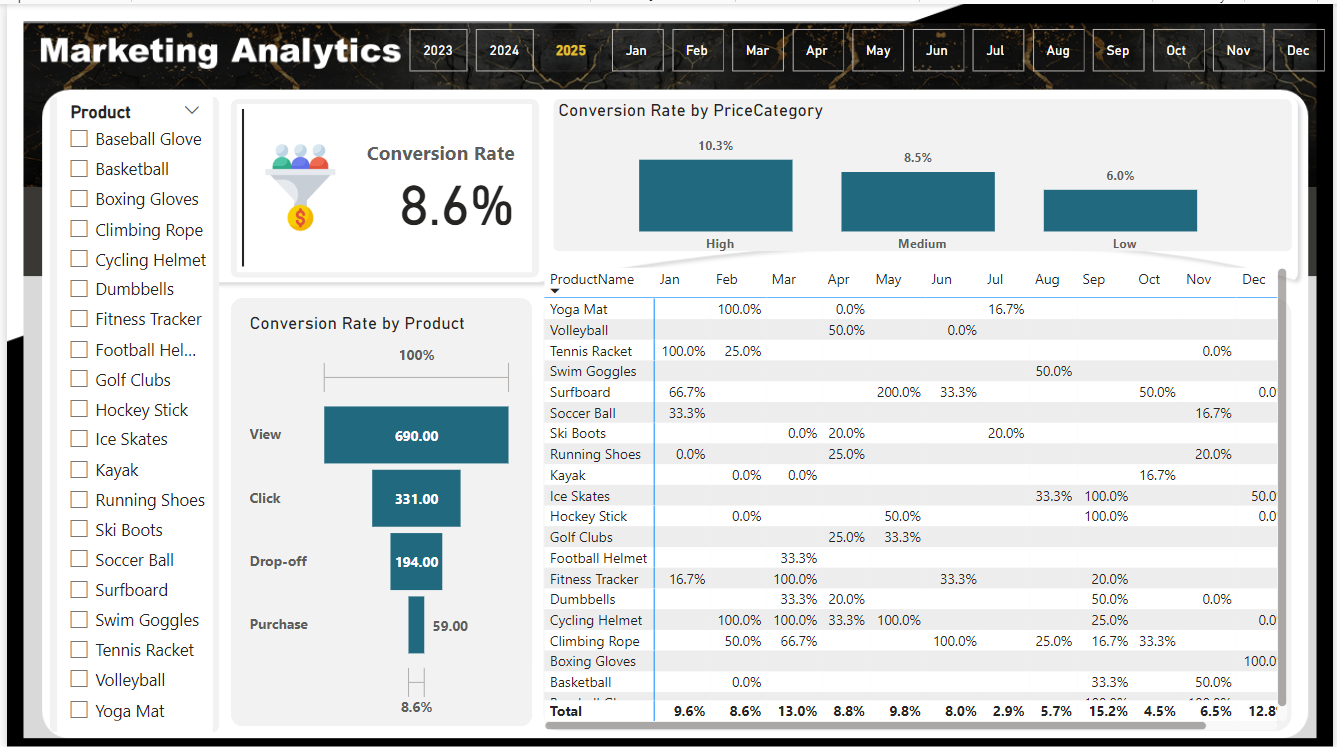 Marketing Analytics
2023 2024 2025 Jan Feb Mar Apr May Jun Jul Aug Sep Oct Nov Dec
Product
Baseball Glove
Basketball
Boxing Gloves
Climbing Rope
Cycling Helmet
Dumbbells
Fitness Tracker
Football Hel...
Golf Clubs
Hockey Stick
Ice Skates
Kayak
Running Shoes
Ski Boots
Soccer Ball
Surfboard
Swim Goggles
Tennis Racket
Volleyball
Yoga Mat
Conversion Rate
8.6%
$
Conversion Rate by PriceCategory
10.3% 8.5% 6.0%
High Medium Low
Conversion Rate by Product
100%
View 690.00
Click 331.00
Drop-off 194.00
Purchase 59.00
8.6%
ProductName Jan Feb Mar Apr May Jun Jul Aug Sep Oct Nov Dec
Yoga Mat 100.0% 0.0% 16.7%
Volleyball 50.0% 0.0%
Tennis Racket 100.0% 25.0% 0.0%
Swim Goggles 50.0%
Surfboard 66.7% 200.0% 33.3% 50.0% 0.0
Soccer Ball 33.3% 16.7%
Ski Boots 0.0% 20.0% 20.0%
Running Shoes 0.0% 25.0% 20.0%
Kayak 0.0% 0.0% 16.7%
Ice Skates 33.3% 100.0% 50.0
Hockey Stick 0.0% 50.0% 100.0% 0.0
Golf Clubs 25.0% 33.3%
Football Helmet 33.3%
Fitness Tracker 16.7% 100.0% 33.3% 20.0%
Dumbbells 33.3% 20.0% 50.0% 0.0%
Cycling Helmet 100.0% 100.0% 33.3% 100.0% 25.0% 0.0
Climbing Rope 50.0% 66.7% 100.0% 25.0% 16.7% 33.3%
Boxing Gloves 100.0
Basketball 0.0% 33.3% 50.0%
Total 9.6% 8.6% 13.0% 8.8% 9.8% 8.0% 2.9% 5.7% 15.2% 4.5% 6.5% 12.8